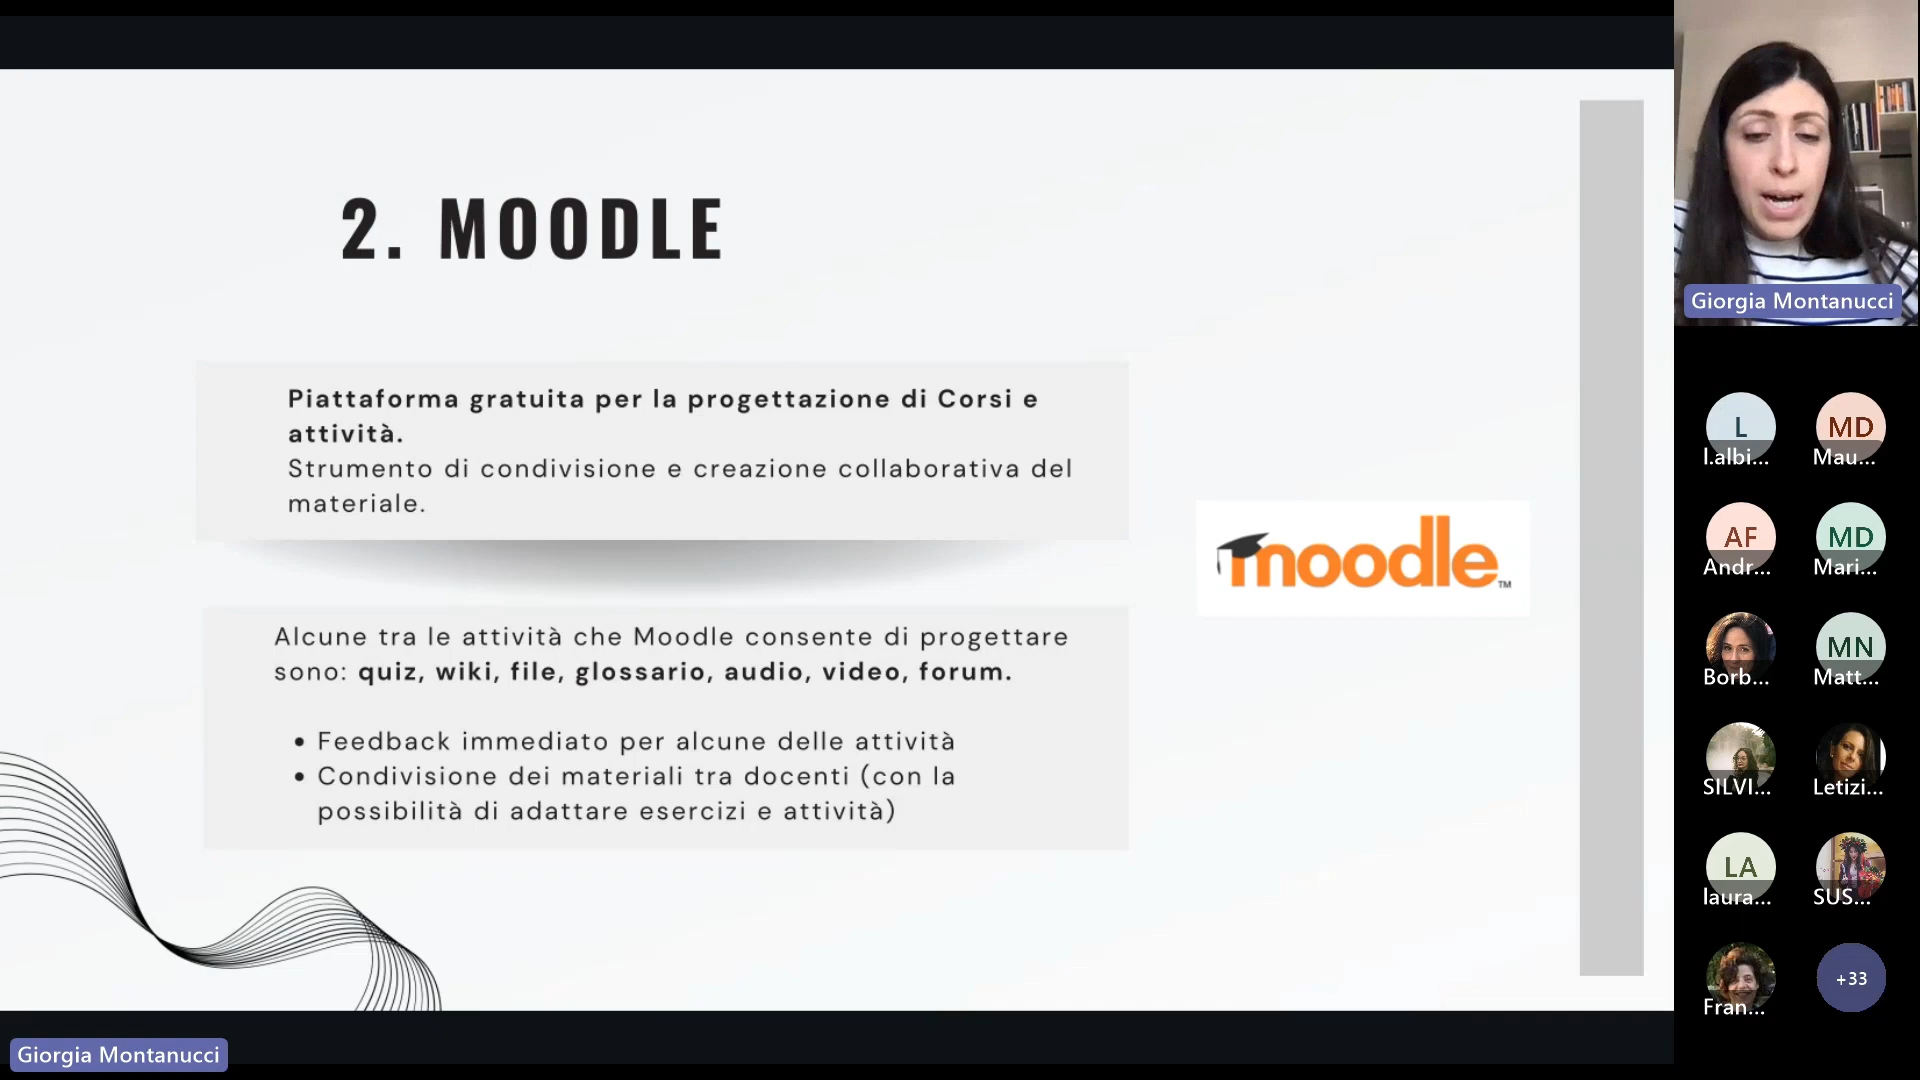 2. MOODLE
Piattaforma gratuita per la progettazione di Corsi e
attività.
Strumento di condivisione e creazione collaborativa del
materiale.
moodle TM
Alcune tra le attività che Moodle consente di progettare
sono: quiz, wiki, file, glossario, audio, video, forum.
• Feedback immediato per alcune delle attività
• Condivisione dei materiali tra docenti (con la
possibilità di adattare esercizi e attività)
Giorgia Montanucci
Giorgia Montanucci
L
l.albi...
MD
Mau...
AF
Andr...
MD
Mari...
Borb...
MN
Matt...
SILVI...
Letizi...
LA
laura...
SUS...
Fran...
+33